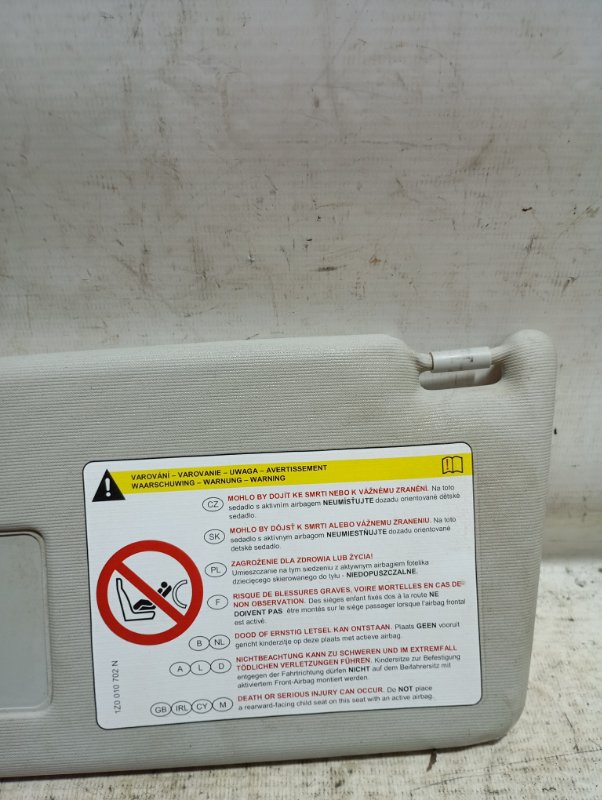 VAROVÁNÍ – VAROVANIE – UWAGA – AVERTISSEMENT
WAARSCHUWING – WARNUNG – WARNING
CZ MOHLO BY DOJÍT KE SMRTI NEBO K VÁŽNÉMU ZRANĚNÍ. Na toto
sedadlo s aktivním airbagem NEUMÍSTUJTE dozadu orientované dětské
sedadlo.
SK MOHLO BY DÔJSŤ K SMRTI ALEBO VÁŽNEMU ZRANENIU. Na toto
sedadlo s aktívnym airbagom NEUMIESTŇUJTE dozadu orientované
detské sedadlo.
PL ZAGROŻENIE DLA ZDROWIA LUB ŻYCIA!
Umieszczanie na tym siedzeniu z aktywnym airbagiem fotelika
dziecięcego skierowanego do tyłu - NIEDOPUSZCZALNE.
F RISQUE DE BLESSURES GRAVES, VOIRE MORTELLES EN CAS DE
NON OBSERVATION. Des sièges enfant fixés dos à la route NE
DOIVENT PAS être montés sur le siège passager lorsque l'airbag frontal
est activé.
B NL DOOD OF ERNSTIG LETSEL KAN ONTSTAAN. Plaats GEEN vooruit
gericht kinderzitje op deze plaats met actieve airbag.
A L D NICHTBEACHTUNG KANN ZU SCHWEREN UND IM EXTREMFALL
TÖDLICHEN VERLETZUNGEN FÜHREN. Kindersitze zur Befestigung
entgegen der Fahrtrichtung dürfen NICHT auf dem Beifahrersitz mit
aktiviertem Front-Airbag montiert werden.
GB IRL CY M DEATH OR SERIOUS INJURY CAN OCCUR. Do NOT place
a rearward-facing child seat on this seat with an active airbag.
1Z0 010 702 N